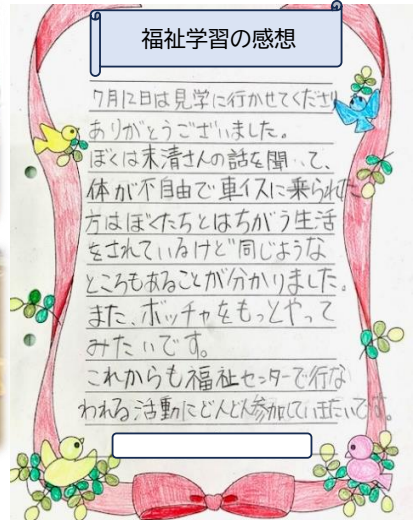 福祉学習の感想
7月12日は見学に行かせてくださり
ありがとうございました。
ぼくは末清さんの話を聞いて、
体が不自由で車イスに乗られた
方はぼくたちとはちがう生活
をされているけど同じような
ところもあることが分かりました。
また、ボッチャをもっとやって
みたいです。
これからも福祉センターで行な
われる活動にどんどん参加していきたいです。